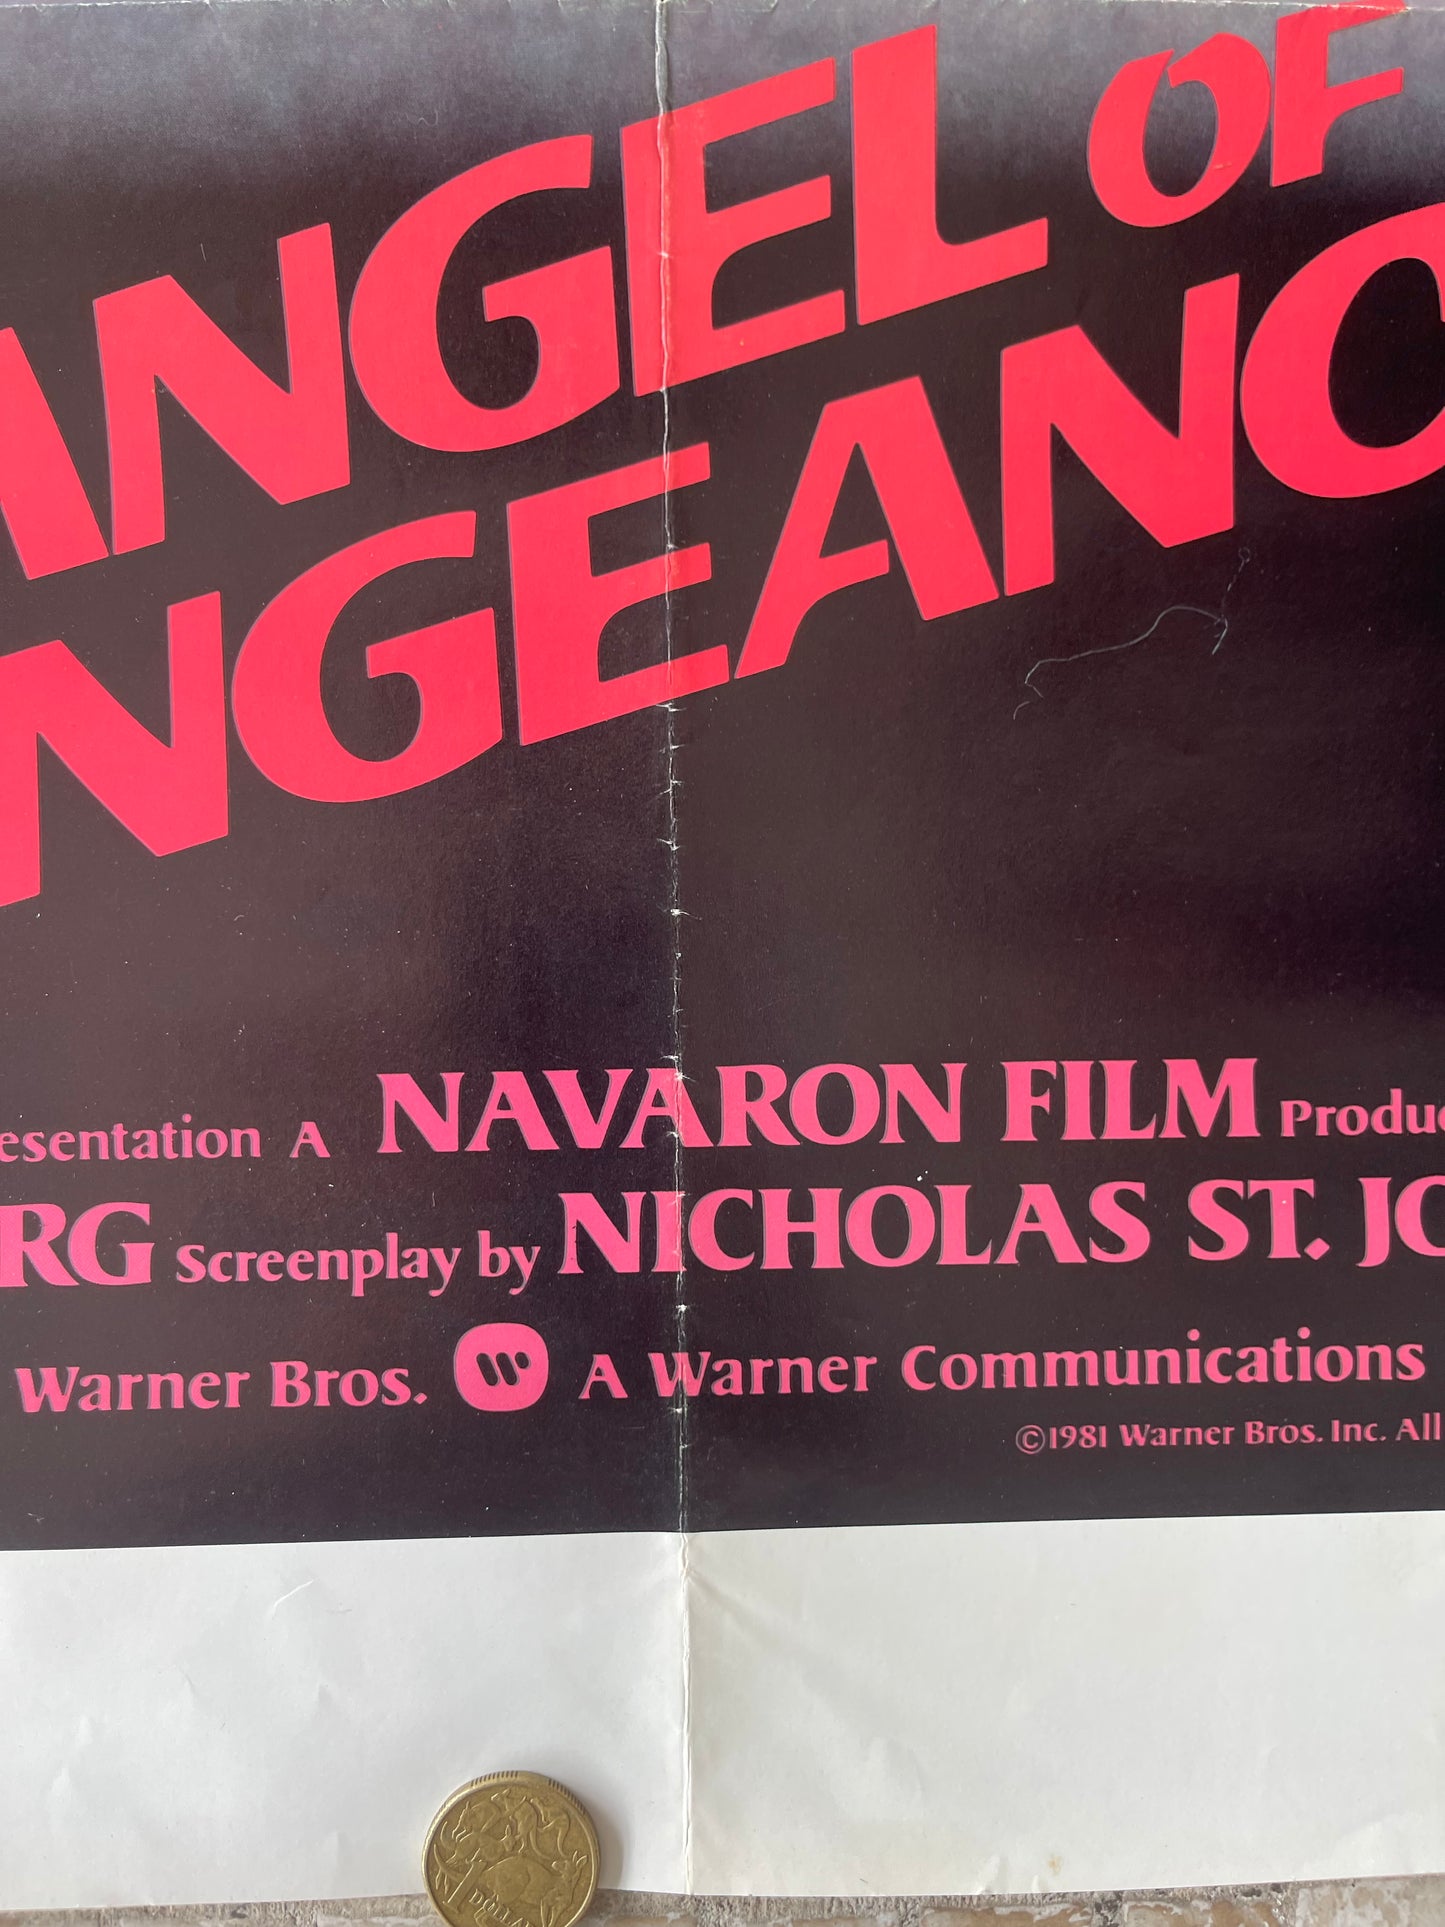 ANGEL OF
NGEANC
esentation A NAVARON FILM Produc
RG Screenplay by NICHOLAS ST. JO
Warner Bros. A Warner Communications
©1981 Warner Bros. Inc. All
DOLLAR